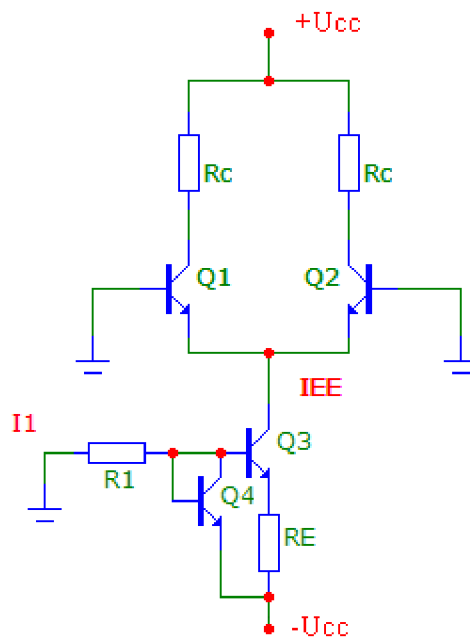 +Ucc
Rc Rc
Q1 Q2
IEE
I1
Q3
R1
Q4
RE
-Ucc